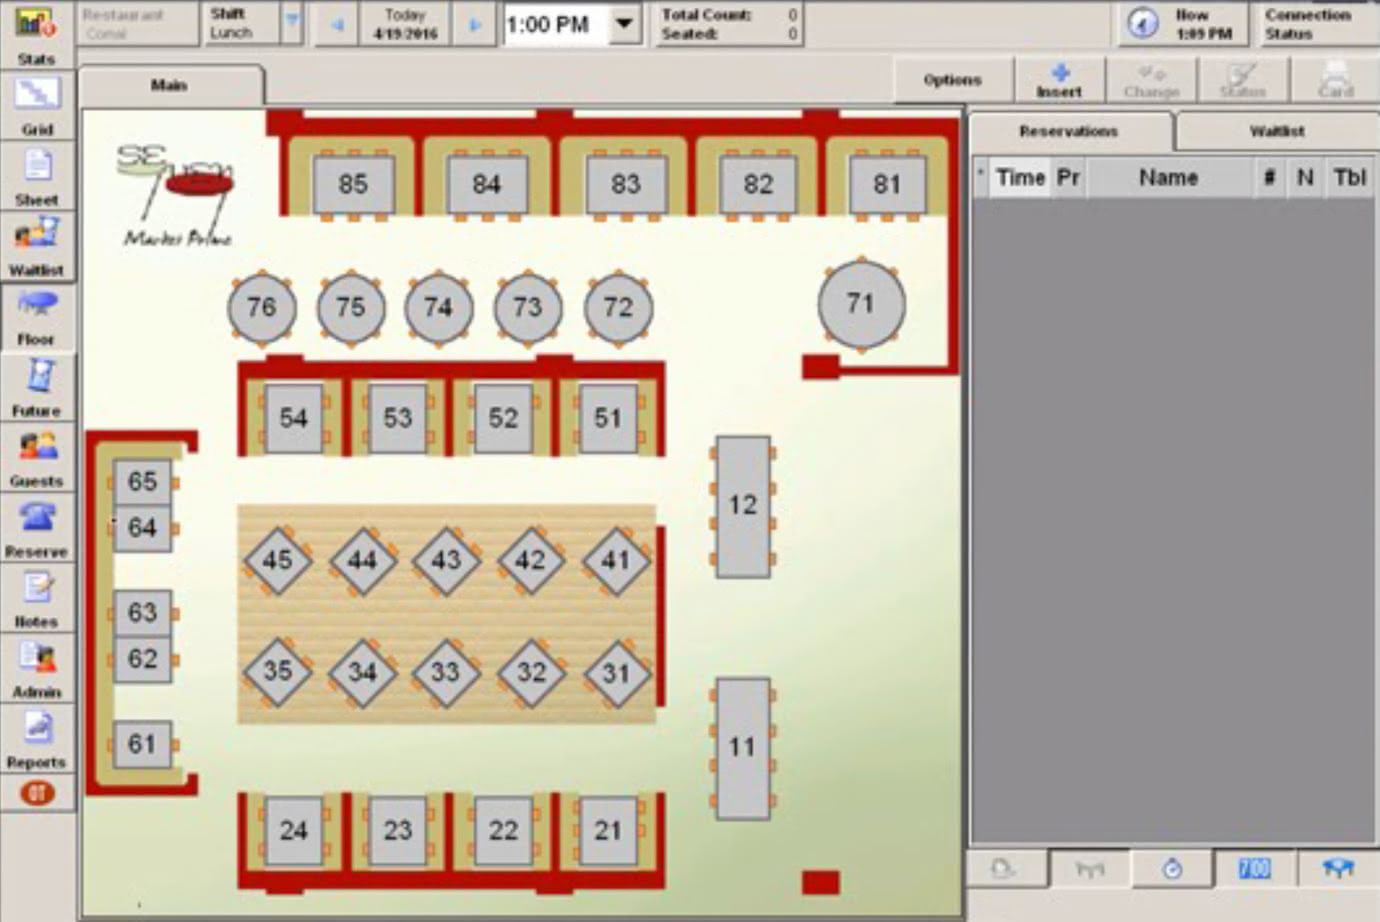 Restaurant
Corral
Shift
Lunch
Today
4/19/2016
1:00 PM
Total Count: 0
Seated: 0
Now
1:09 PM
Connection
Status
Stats
Grid
Sheet
Waitlist
Floor
Future
Guests
Reserve
Notes
Admin
Reports
OT
Main
Options
Insert
Change
Status
Card
Reservations
Waitlist
* Time Pr Name # N Tbl
Market Prime
85 84 83 82 81
76 75 74 73 72 71
54 53 52 51
65
64
12
45 44 43 42 41
63
62
35 34 33 32 31
61
11
24 23 22 21
7:00